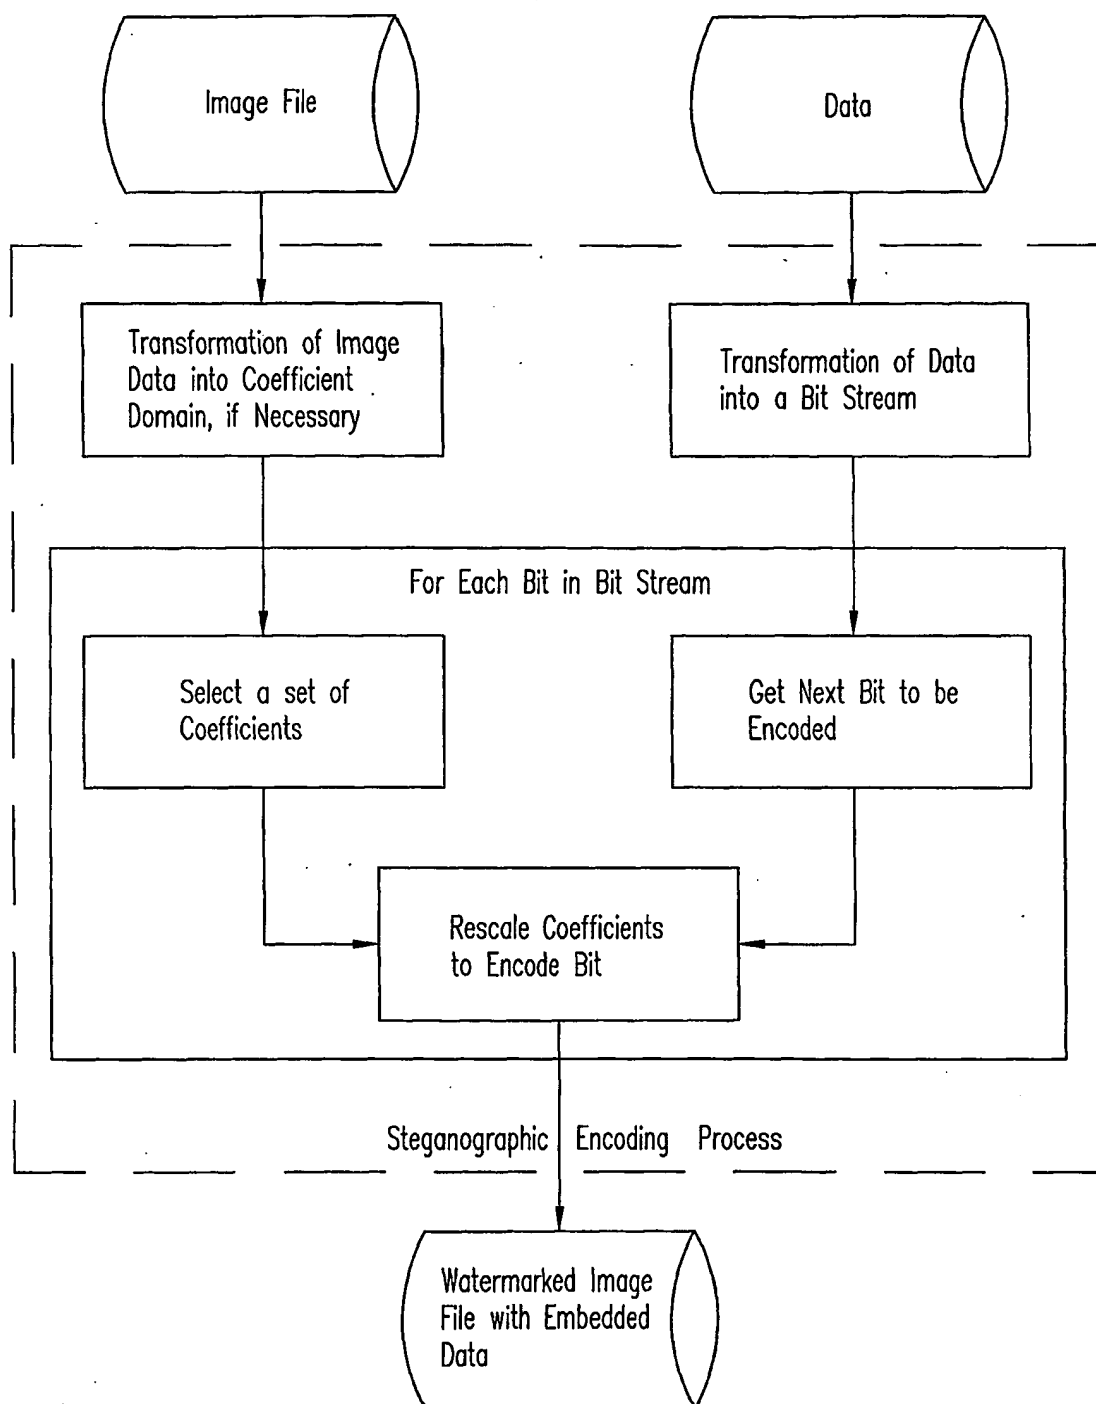 Image File
Data
Transformation of Image
Data into Coefficient
Domain, if Necessary
Transformation of Data
into a Bit Stream
For Each Bit in Bit Stream
Select a set of
Coefficients
Get Next Bit to be
Encoded
Rescale Coefficients
to Encode Bit
Steganographic Encoding Process
Watermarked Image
File with Embedded
Data